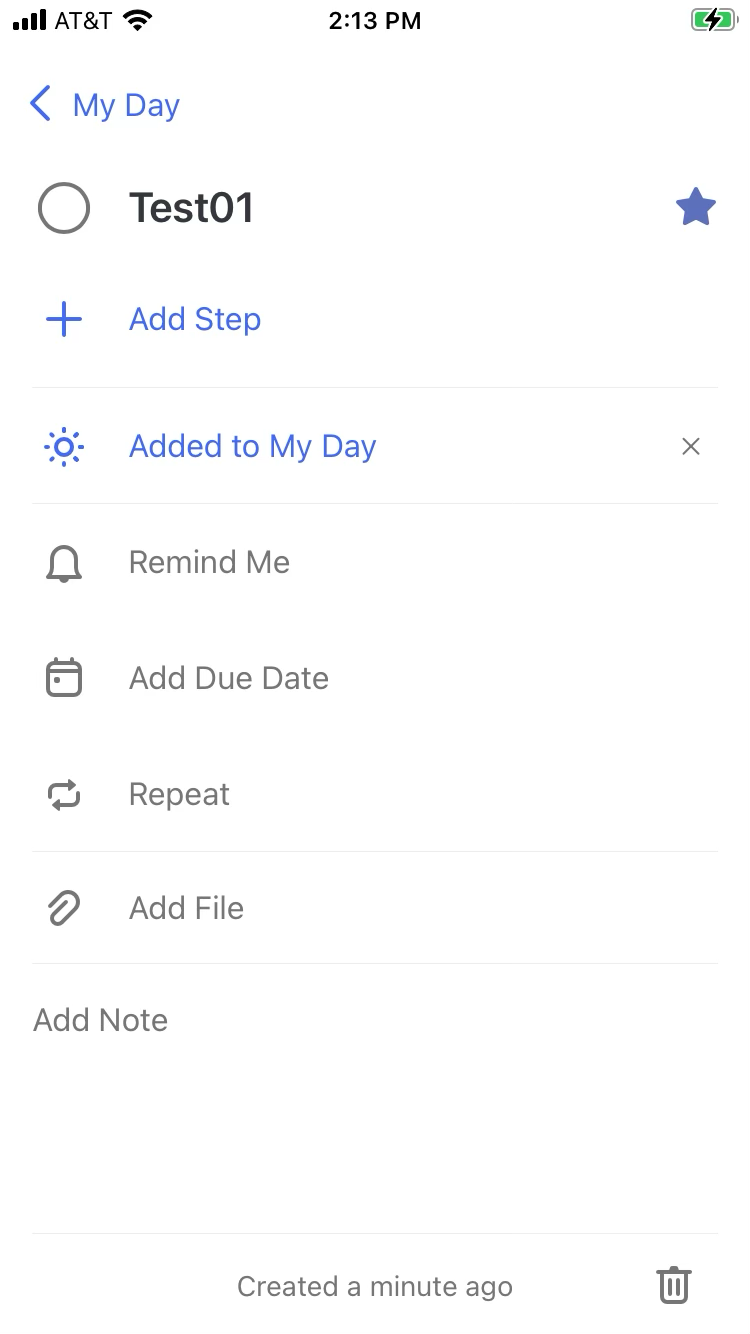 AT&T 2:13 PM
My Day
Test01
Add Step
Added to My Day
Remind Me
Add Due Date
Repeat
Add File
Add Note
Created a minute ago